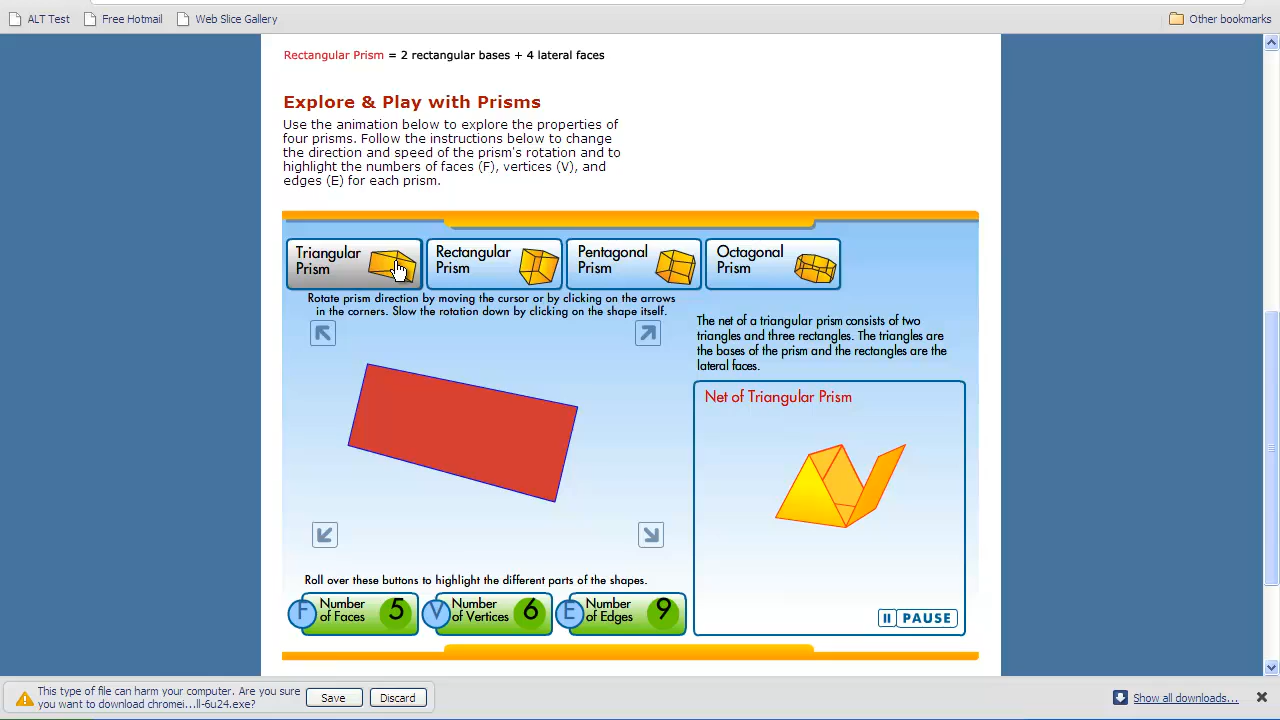 ALT Test
Free Hotmail
Web Slice Gallery
Other bookmarks
Rectangular Prism = 2 rectangular bases + 4 lateral faces
Explore & Play with Prisms
Use the animation below to explore the properties of
four prisms. Follow the instructions below to change
the direction and speed of the prism's rotation and to
highlight the numbers of faces (F), vertices (V), and
edges (E) for each prism.
Triangular
Prism
Rectangular
Prism
Pentagonal
Prism
Octagonal
Prism
Rotate prism direction by moving the cursor or by clicking on the arrows
in the corners. Slow the rotation down by clicking on the shape itself.
The net of a triangular prism consists of two
triangles and three rectangles. The triangles are
the bases of the prism and the rectangles are the
lateral faces.
Net of Triangular Prism
Roll over these buttons to highlight the different parts of the shapes.
F Number
of Faces 5
V Number
of Vertices 6
E Number
of Edges 9
PAUSE
This type of file can harm your computer. Are you sure
you want to download chromei...ll-6u24.exe?
Save
Discard
Show all downloads...